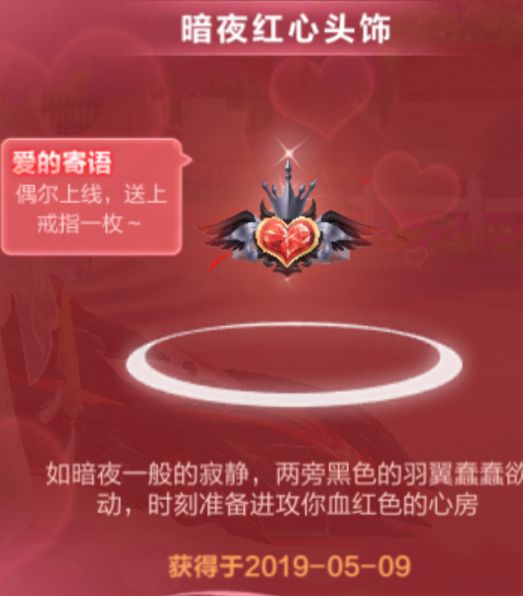 暗夜红心头饰
爱的寄语
偶尔上线，送上
戒指一枚~
如暗夜一般的寂静，两旁黑色的羽翼蠢蠢欲
动，时刻准备进攻你血红色的心房
获得于2019-05-09